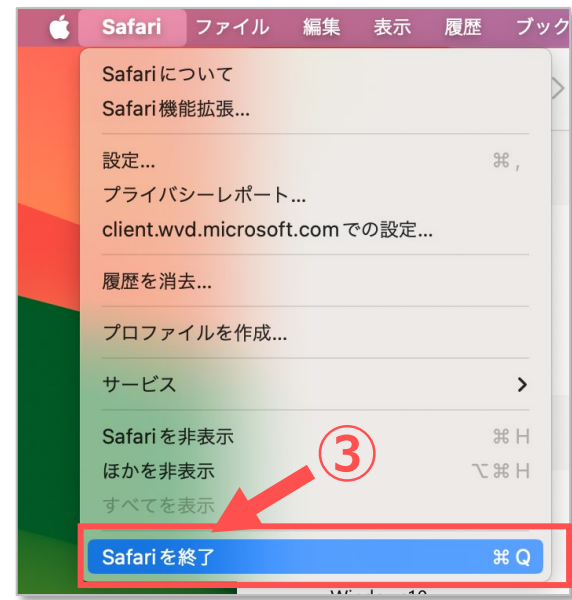 Safari ファイル 編集 表示 履歴 ブック
Safariについて
Safari機能拡張...
設定... ⌘ ,
プライバシーレポート...
client.wvd.microsoft.comでの設定...
履歴を消去...
プロファイルを作成...
サービス
Safariを非表示 ⌘ H
③
ほかを非表示 ⌥ ⌘ H
すべてを表示
Safariを終了 ⌘ Q